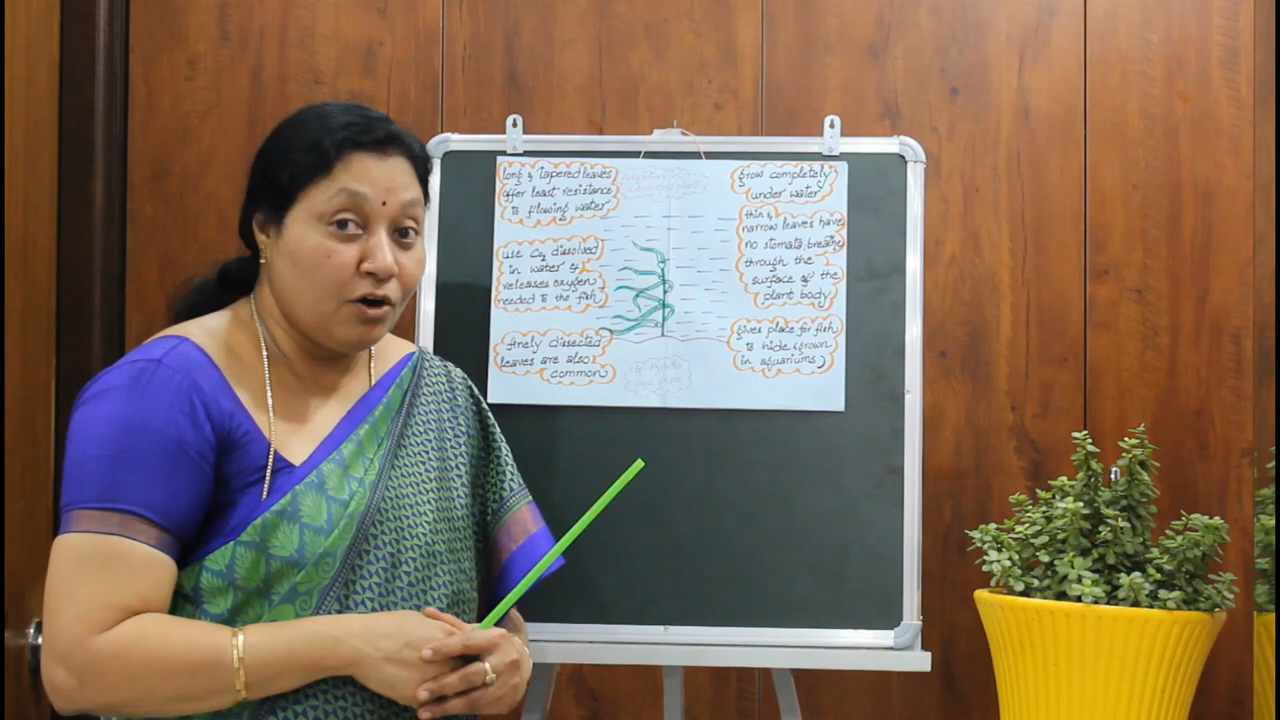 long & tapered leaves
offer least resistance
to flowing water
use CO₂ dissolved
in water &
releases oxygen
needed to the fish
finely dissected
leaves are also
common
grow completely
under water
thin &
narrow leaves have
no stomata, breathe
through the
surface of the
plant body
gives place for fish
to hide (grown
in aquariums)